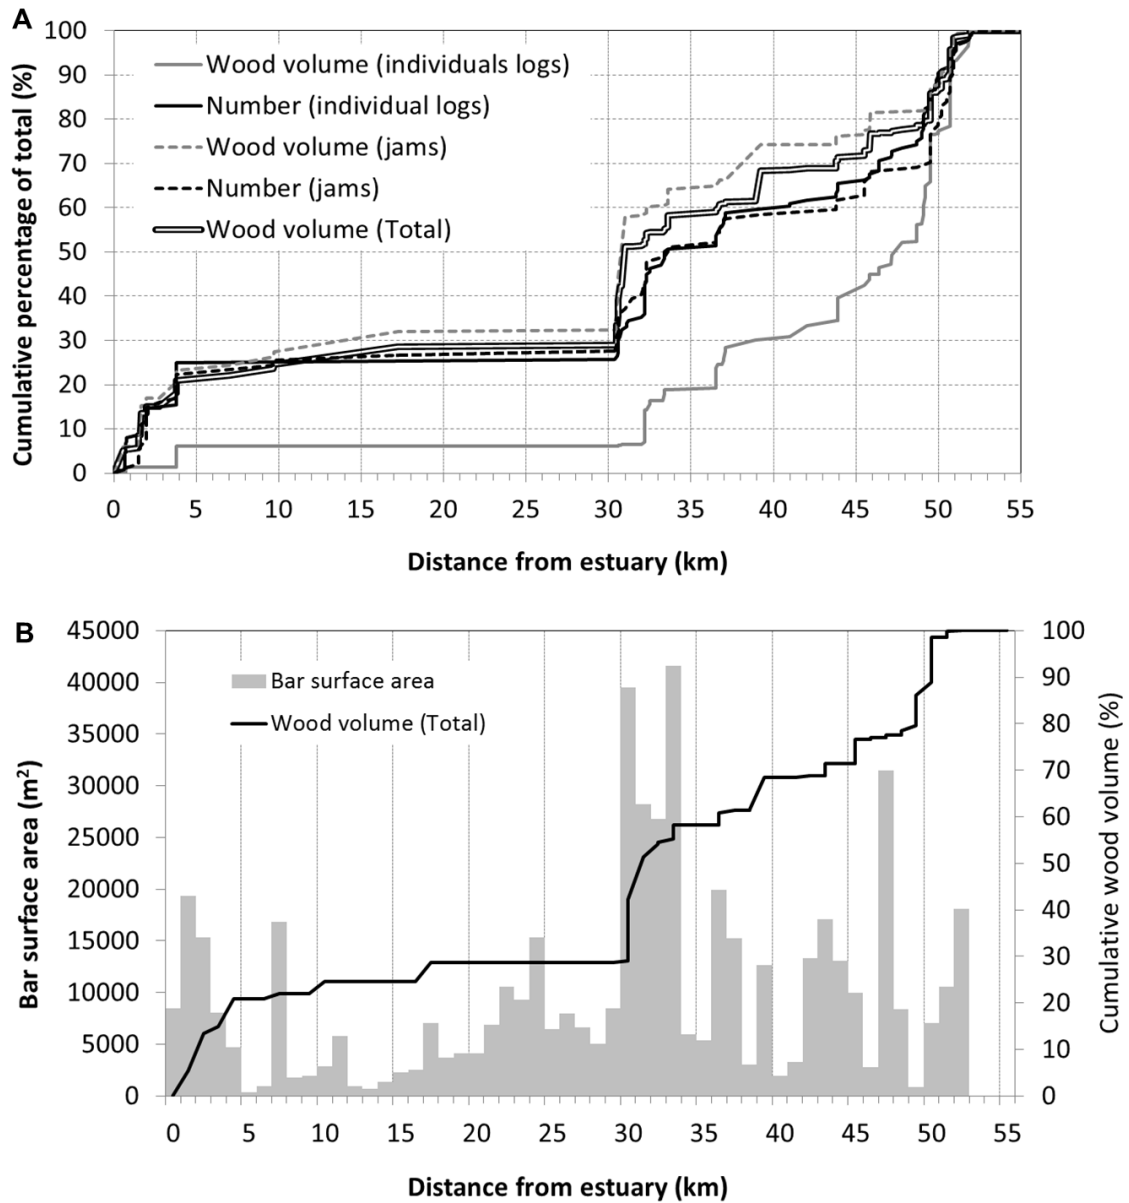 A
100
90
80
70
60
50
40
30
20
10
0
Cumulative percentage of total (%)
Wood volume (individuals logs)
Number (individual logs)
Wood volume (jams)
Number (jams)
Wood volume (Total)
0 5 10 15 20 25 30 35 40 45 50 55
Distance from estuary (km)
B
45000
40000
35000
30000
25000
20000
15000
10000
5000
0
Bar surface area (m²)
Bar surface area
Wood volume (Total)
100
90
80
70
60
50
40
30
20
10
0
Cumulative wood volume (%)
0 5 10 15 20 25 30 35 40 45 50 55
Distance from estuary (km)